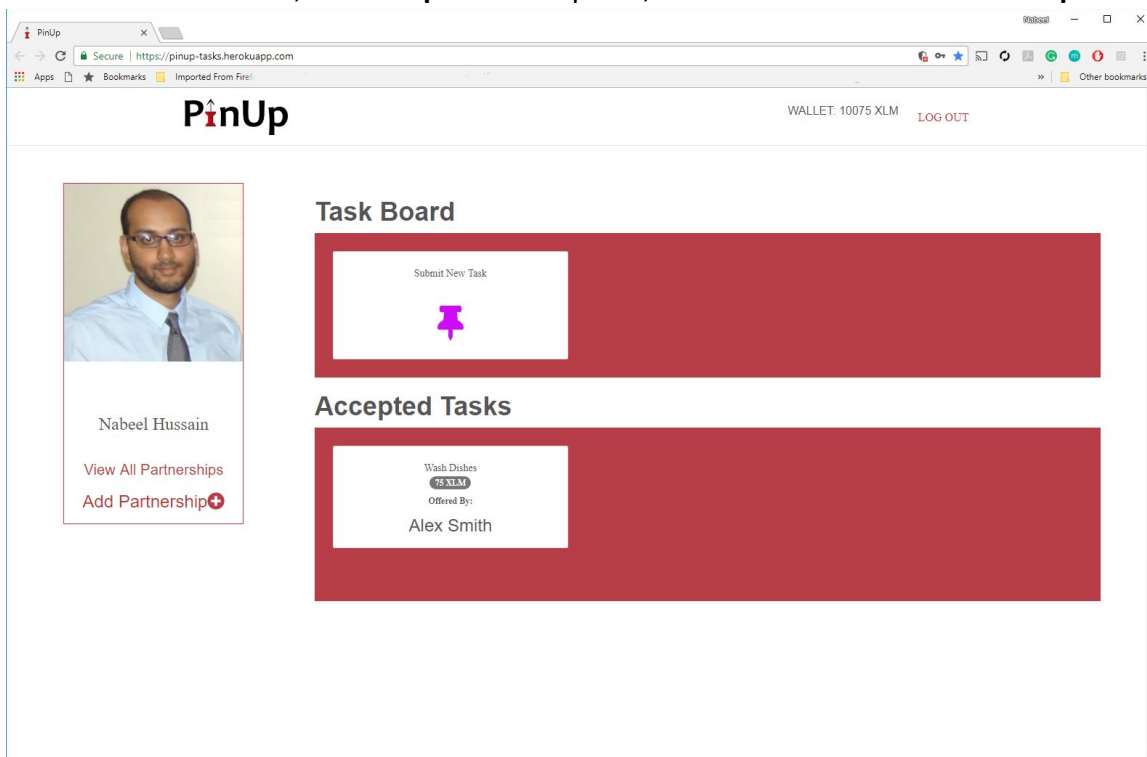 Nabeel
PinUp
Secure | https://pinup-tasks.herokuapp.com
Apps Bookmarks Imported From Firef
» Other bookmarks
PinUp
WALLET: 10075 XLM LOG OUT
Task Board
Submit New Task
Accepted Tasks
Wash Dishes
75 XLM
Offered By:
Alex Smith
Nabeel Hussain
View All Partnerships
Add Partnership